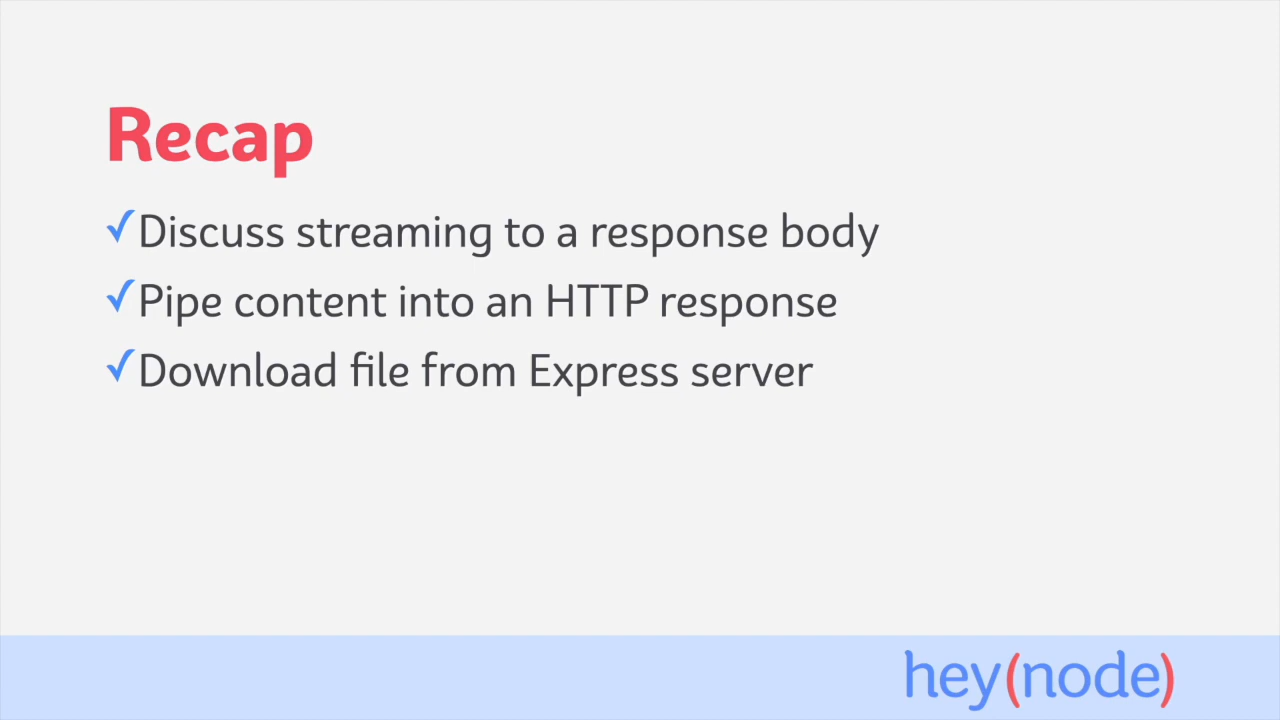 Recap
✓Discuss streaming to a response body
✓Pipe content into an HTTP response
✓Download file from Express server
hey(node)